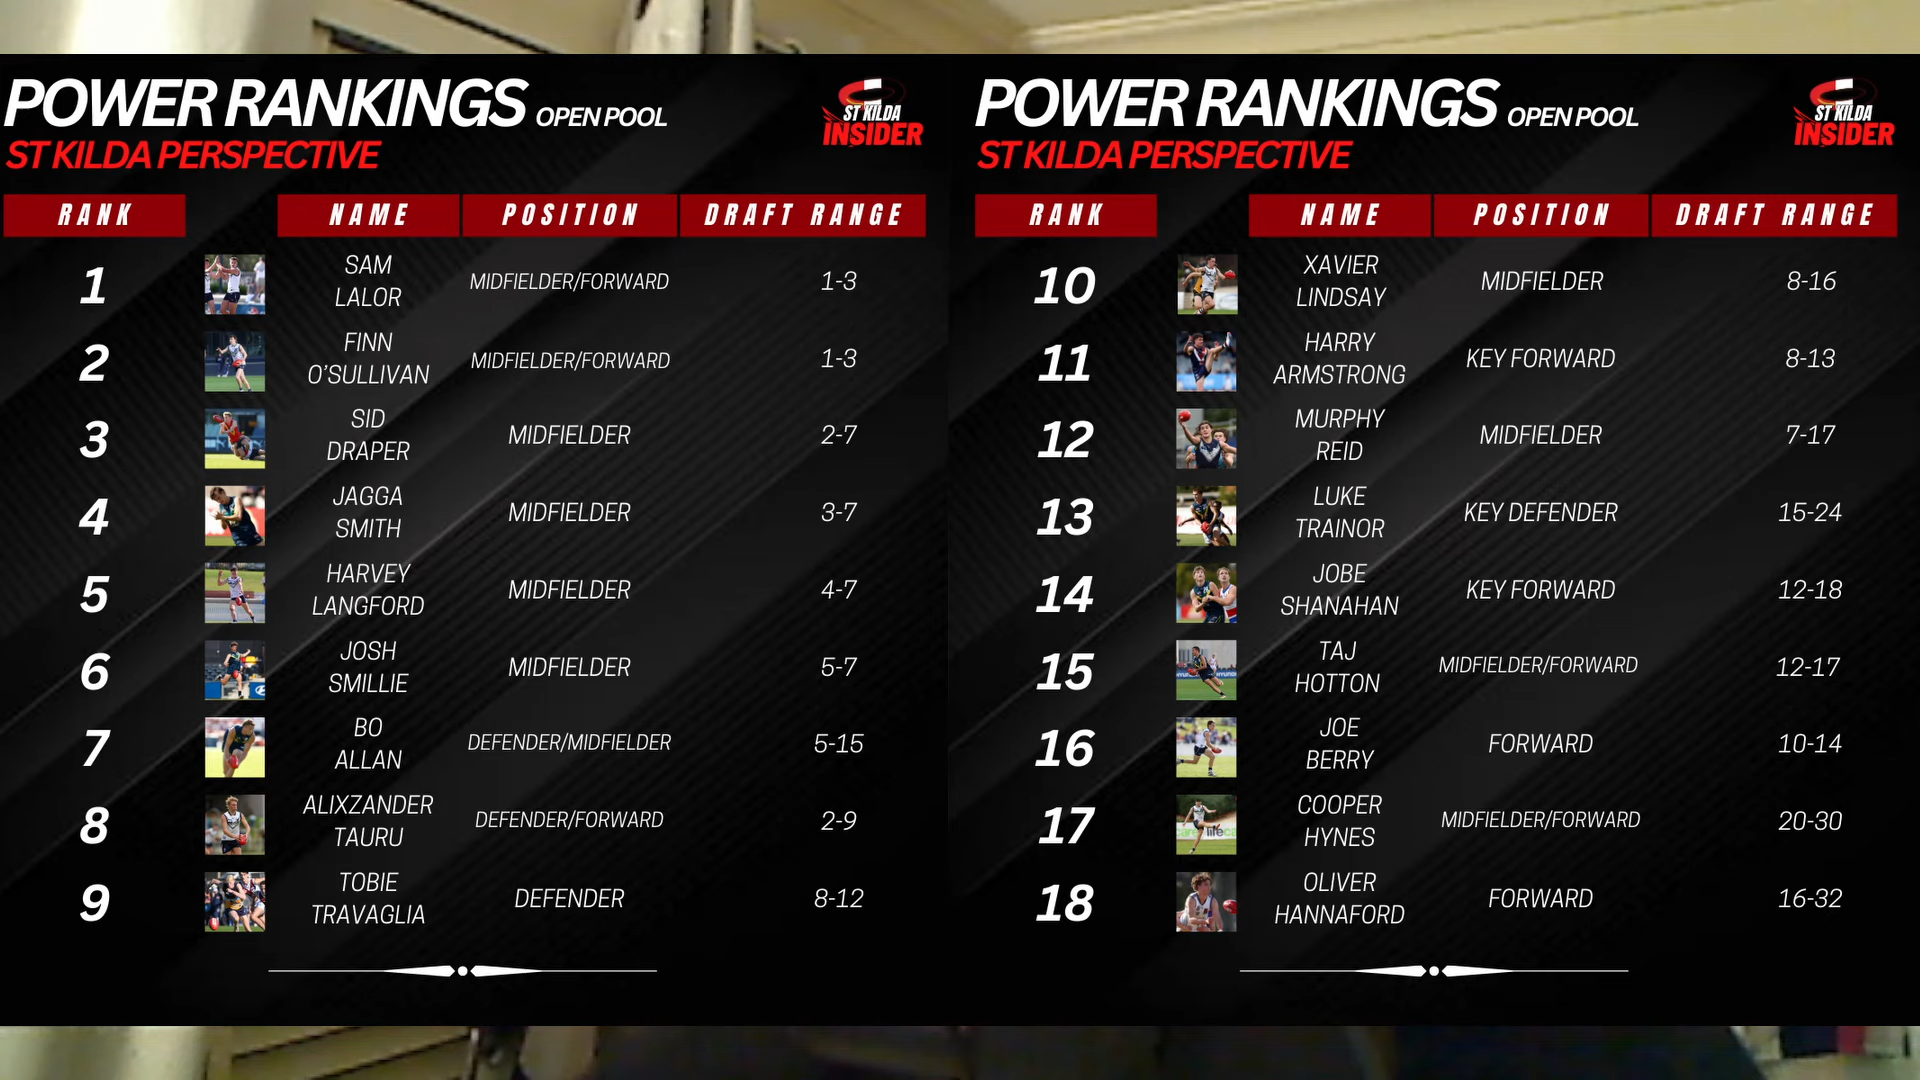 POWER RANKINGS OPEN POOL
ST KILDA PERSPECTIVE
ST KILDA
INSIDER
RANK NAME POSITION DRAFT RANGE
1 SAM LALOR MIDFIELDER/FORWARD 1-3
2 FINN O'SULLIVAN MIDFIELDER/FORWARD 1-3
3 SID DRAPER MIDFIELDER 2-7
4 JAGGA SMITH MIDFIELDER 3-7
5 HARVEY LANGFORD MIDFIELDER 4-7
6 JOSH SMILLIE MIDFIELDER 5-7
7 BO ALLAN DEFENDER/MIDFIELDER 5-15
8 ALIXZANDER TAURU DEFENDER/FORWARD 2-9
9 TOBIE TRAVAGLIA DEFENDER 8-12
POWER RANKINGS OPEN POOL
ST KILDA PERSPECTIVE
ST KILDA
INSIDER
RANK NAME POSITION DRAFT RANGE
10 XAVIER LINDSAY MIDFIELDER 8-16
11 HARRY ARMSTRONG KEY FORWARD 8-13
12 MURPHY REID MIDFIELDER 7-17
13 LUKE TRAINOR KEY DEFENDER 15-24
14 JOBE SHANAHAN KEY FORWARD 12-18
15 TAJ HOTTON MIDFIELDER/FORWARD 12-17
16 JOE BERRY FORWARD 10-14
17 COOPER HYNES MIDFIELDER/FORWARD 20-30
18 OLIVER HANNAFORD FORWARD 16-32